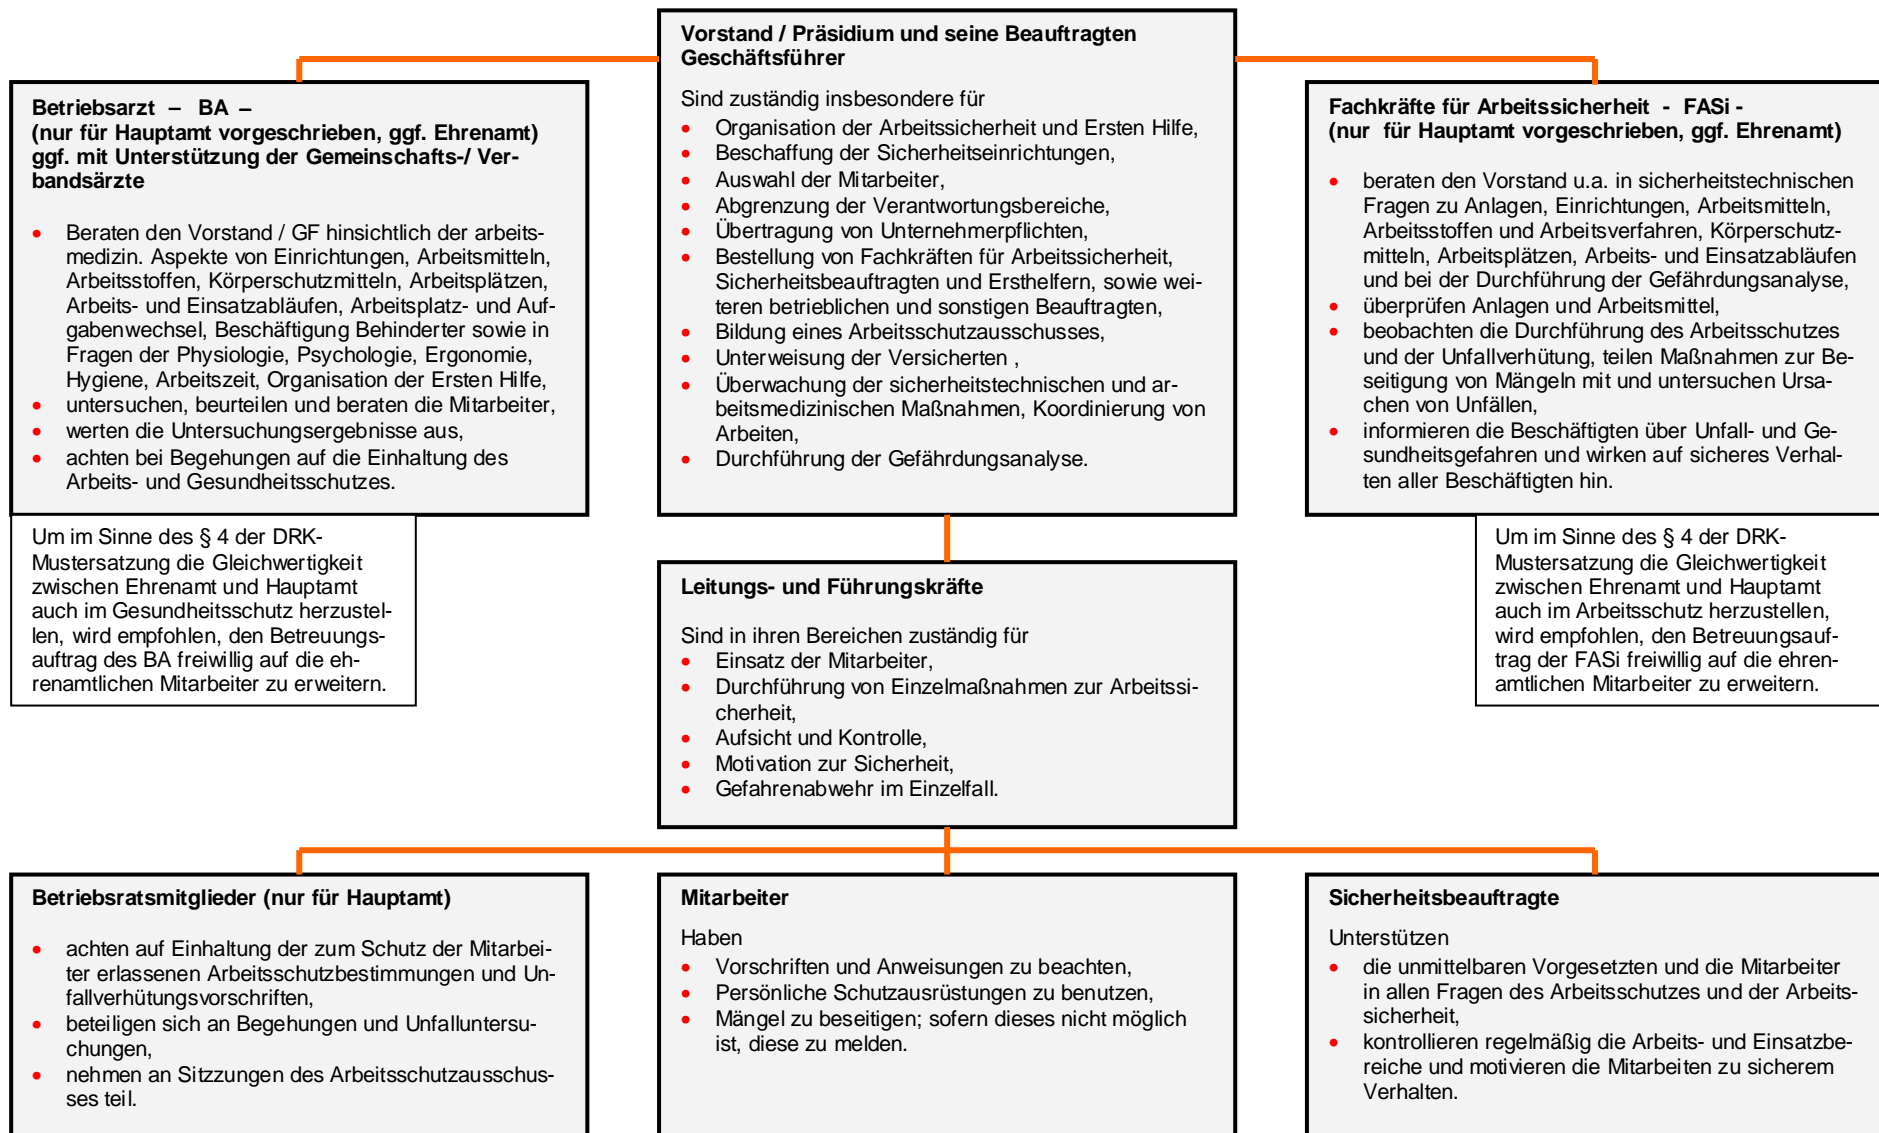 Vorstand / Präsidium und seine Beauftragten
Geschäftsführer
Sind zuständig insbesondere für
• Organisation der Arbeitssicherheit und Ersten Hilfe,
• Beschaffung der Sicherheitseinrichtungen,
• Auswahl der Mitarbeiter,
• Abgrenzung der Verantwortungsbereiche,
• Übertragung von Unternehmerpflichten,
• Bestellung von Fachkräften für Arbeitssicherheit,
Sicherheitsbeauftragten und Ersthelfern, sowie wei-
teren betrieblichen und sonstigen Beauftragten,
• Bildung eines Arbeitsschutzausschusses,
• Unterweisung der Versicherten ,
• Überwachung der sicherheitstechnischen und ar-
beitsmedizinischen Maßnahmen, Koordinierung von
Arbeiten,
• Durchführung der Gefährdungsanalyse.
Betriebsarzt – BA –
(nur für Hauptamt vorgeschrieben, ggf. Ehrenamt)
ggf. mit Unterstützung der Gemeinschafts-/ Ver-
bandsärzte
• Beraten den Vorstand / GF hinsichtlich der arbeits-
medizin. Aspekte von Einrichtungen, Arbeitsmitteln,
Arbeitsstoffen, Körperschutzmitteln, Arbeitsplätzen,
Arbeits- und Einsatzabläufen, Arbeitsplatz- und Auf-
gabenwechsel, Beschäftigung Behinderter sowie in
Fragen der Physiologie, Psychologie, Ergonomie,
Hygiene, Arbeitszeit, Organisation der Ersten Hilfe,
• untersuchen, beurteilen und beraten die Mitarbeiter,
• werten die Untersuchungsergebnisse aus,
• achten bei Begehungen auf die Einhaltung des
Arbeits- und Gesundheitsschutzes.
Um im Sinne des § 4 der DRK-
Mustersatzung die Gleichwertigkeit
zwischen Ehrenamt und Hauptamt
auch im Gesundheitsschutz herzustel-
len, wird empfohlen, den Betreuungs-
auftrag des BA freiwillig auf die eh-
renamtlichen Mitarbeiter zu erweitern.
Fachkräfte für Arbeitssicherheit - FASi -
(nur für Hauptamt vorgeschrieben, ggf. Ehrenamt)
• beraten den Vorstand u.a. in sicherheitstechnischen
Fragen zu Anlagen, Einrichtungen, Arbeitsmitteln,
Arbeitsstoffen und Arbeitsverfahren, Körperschutz-
mitteln, Arbeitsplätzen, Arbeits- und Einsatzabläufen
und bei der Durchführung der Gefährdungsanalyse,
• überprüfen Anlagen und Arbeitsmittel,
• beobachten die Durchführung des Arbeitsschutzes
und der Unfallverhütung, teilen Maßnahmen zur Be-
seitigung von Mängeln mit und untersuchen Ursa-
chen von Unfällen,
• informieren die Beschäftigten über Unfall- und Ge-
sundheitsgefahren und wirken auf sicheres Verhal-
ten aller Beschäftigten hin.
Um im Sinne des § 4 der DRK-
Mustersatzung die Gleichwertigkeit
zwischen Ehrenamt und Hauptamt
auch im Arbeitsschutz herzustellen,
wird empfohlen, den Betreuungsauf-
trag der FASi freiwillig auf die ehren-
amtlichen Mitarbeiter zu erweitern.
Leitungs- und Führungskräfte
Sind in ihren Bereichen zuständig für
• Einsatz der Mitarbeiter,
• Durchführung von Einzelmaßnahmen zur Arbeitssi-
cherheit,
• Aufsicht und Kontrolle,
• Motivation zur Sicherheit,
• Gefahrenabwehr im Einzelfall.
Betriebsratsmitglieder (nur für Hauptamt)
• achten auf Einhaltung der zum Schutz der Mitarbei-
ter erlassenen Arbeitsschutzbestimmungen und Un-
fallverhütungsvorschriften,
• beteiligen sich an Begehungen und Unfalluntersu-
chungen,
• nehmen an Sitzzungen des Arbeitsschutzausschus-
ses teil.
Mitarbeiter
Haben
• Vorschriften und Anweisungen zu beachten,
• Persönliche Schutzausrüstungen zu benutzen,
• Mängel zu beseitigen; sofern dieses nicht möglich
ist, diese zu melden.
Sicherheitsbeauftragte
Unterstützen
• die unmittelbaren Vorgesetzten und die Mitarbeiter
in allen Fragen des Arbeitsschutzes und der Arbeits-
sicherheit,
• kontrollieren regelmäßig die Arbeits- und Einsatzbe-
reiche und motivieren die Mitarbeiten zu sicherem
Verhalten.